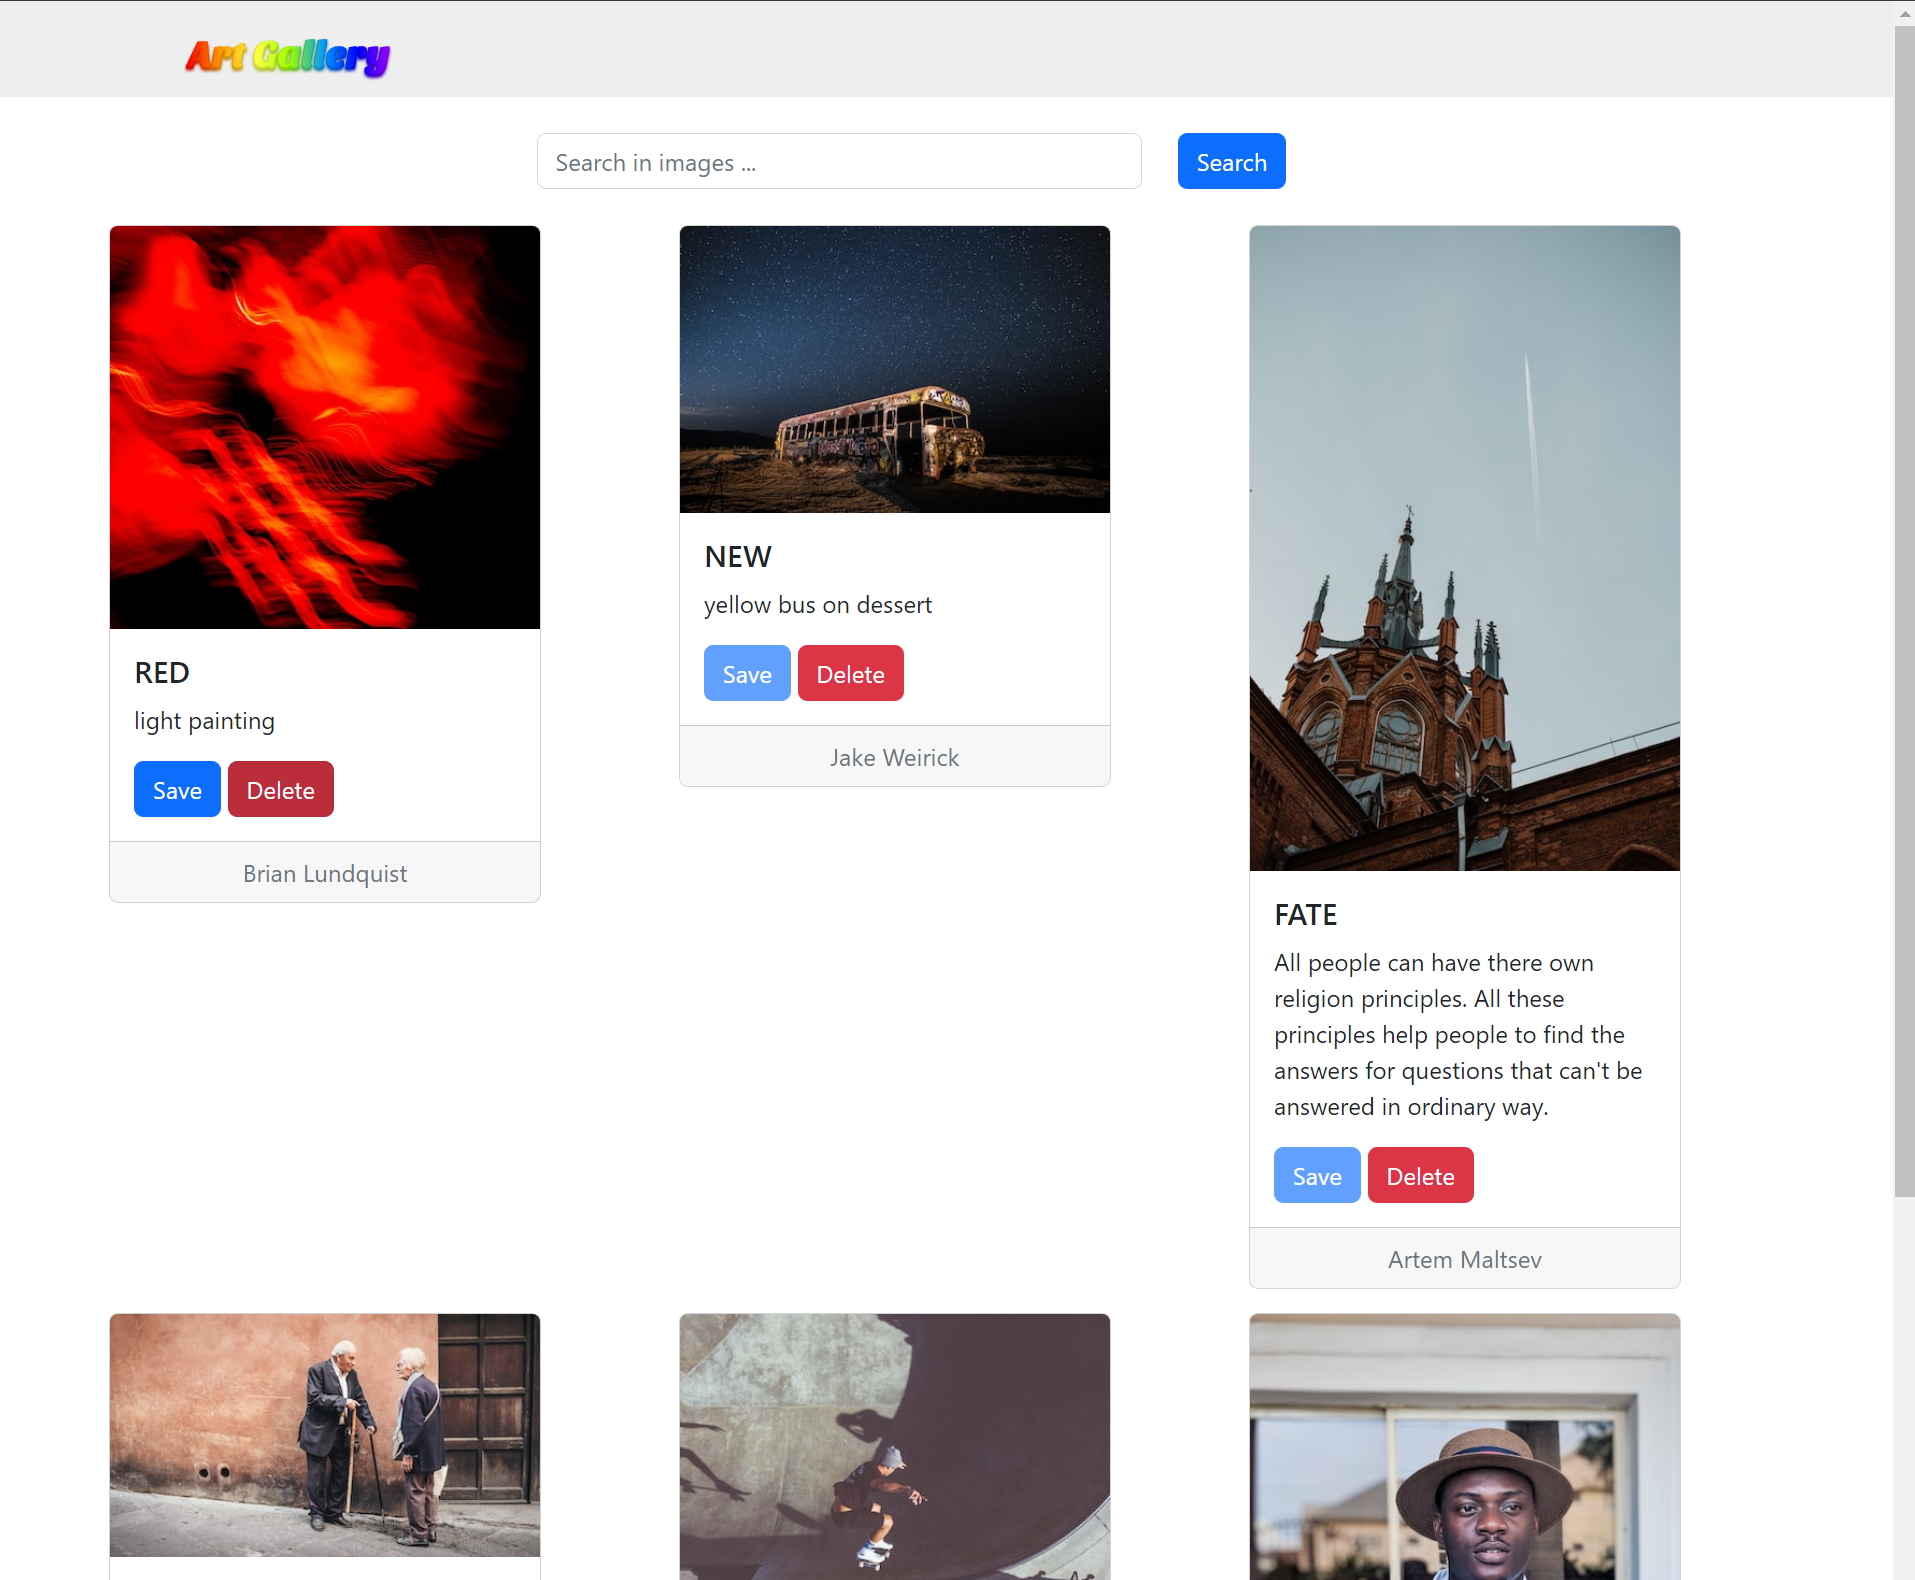 Art Gallery
Search in images ...
Search
RED
light painting
Save
Delete
Brian Lundquist
NEW
yellow bus on dessert
Save
Delete
Jake Weirick
FATE
All people can have there own
religion principles. All these
principles help people to find the
answers for questions that can't be
answered in ordinary way.
Save
Delete
Artem Maltsev